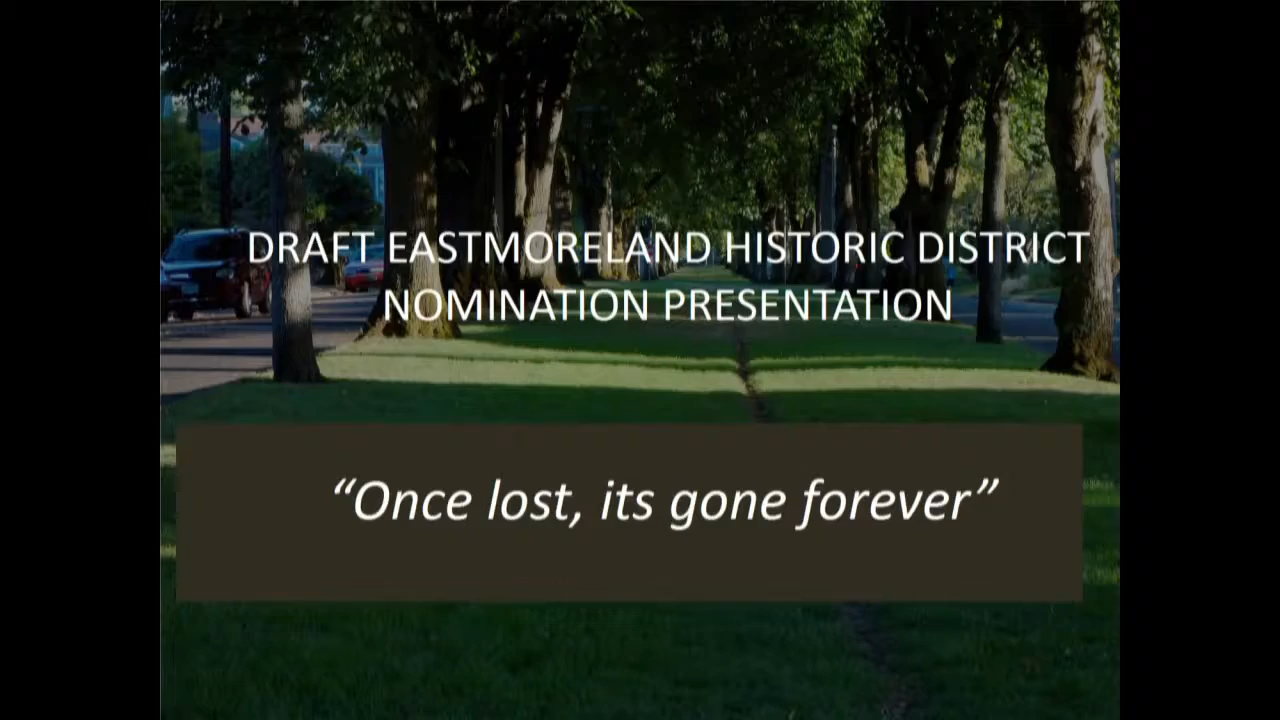 DRAFT EASTMORELAND HISTORIC DISTRICT
NOMINATION PRESENTATION
“Once lost, its gone forever”